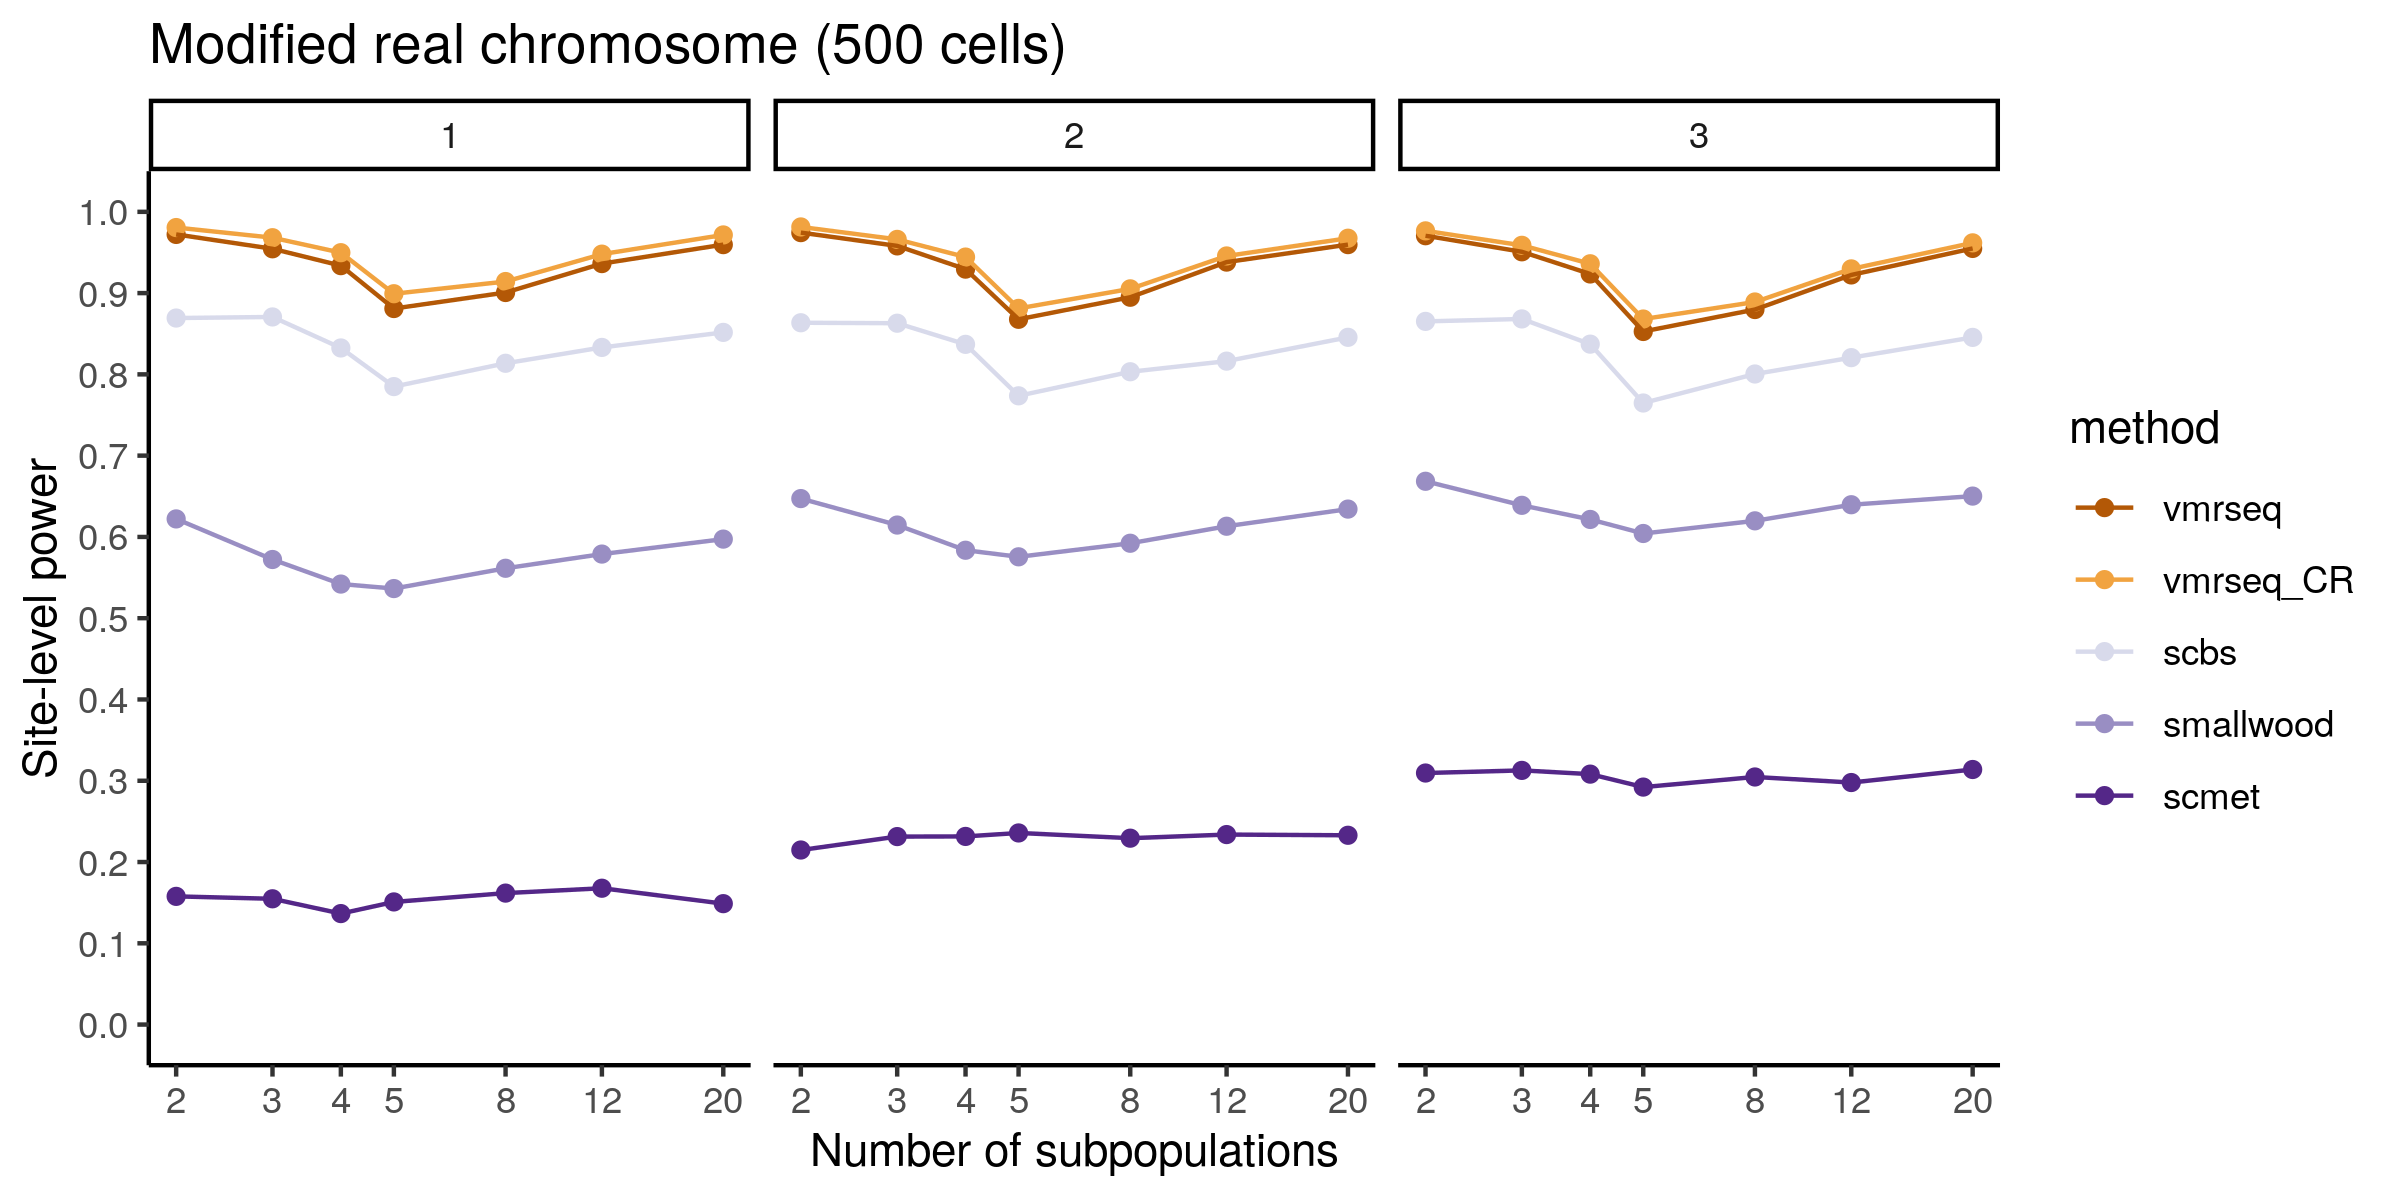 Modified real chromosome (500 cells)
1 2 3
1.0
0.9
0.8
0.7
0.6
0.5
0.4
0.3
0.2
0.1
0.0
Site-level power
2 3 4 5 8 12 20 2 3 4 5 8 12 20 2 3 4 5 8 12 20
Number of subpopulations
method
vmrseq
vmrseq_CR
scbs
smallwood
scmet